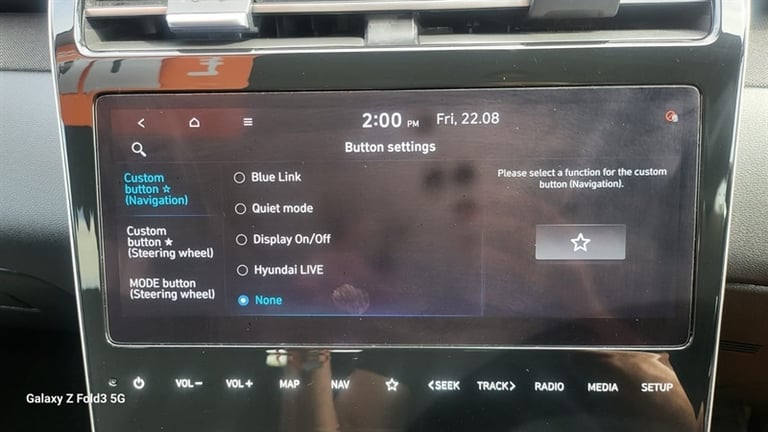 2:00 PM Fri, 22.08
Button settings
Custom
button ☆
(Navigation)
Custom
button ★
(Steering wheel)
MODE button
(Steering wheel)
Blue Link
Quiet mode
Display On/Off
Hyundai LIVE
None
Please select a function for the custom
button (Navigation).
VOL− VOL+ MAP NAV ☆ <SEEK TRACK> RADIO MEDIA SETUP
Galaxy Z Fold3 5G